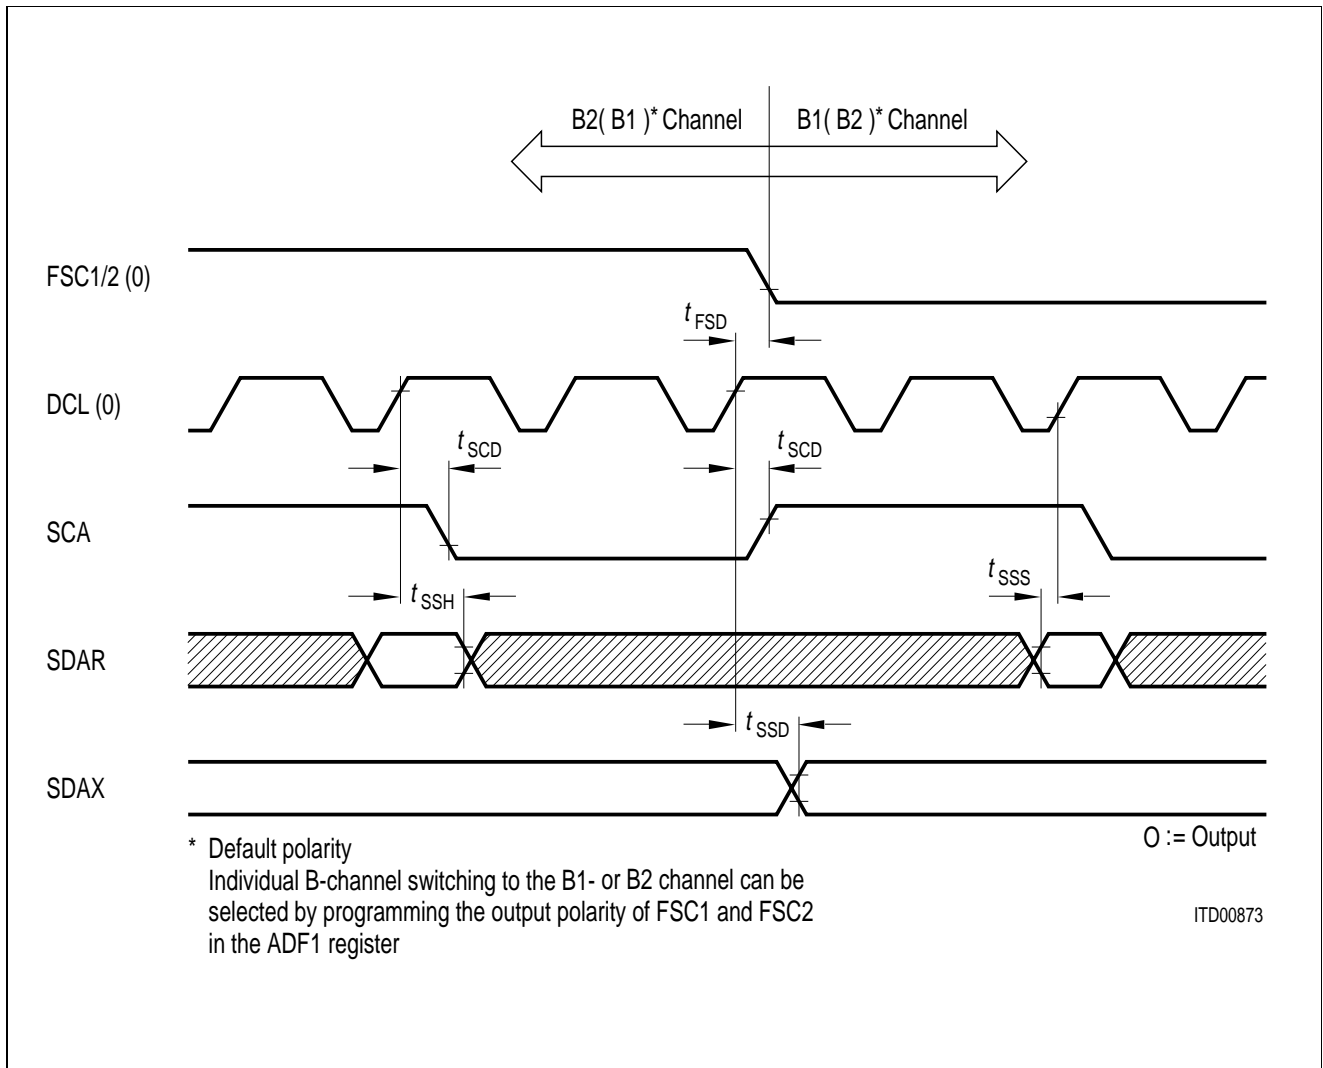 B2( B1 )* Channel B1( B2 )* Channel
FSC1/2 (0)
t FSD
DCL (0)
t SCD t SCD
SCA
t SSH t SSS
SDAR
t SSD
SDAX
O := Output
* Default polarity
Individual B-channel switching to the B1- or B2 channel can be
selected by programming the output polarity of FSC1 and FSC2
in the ADF1 register
ITD00873